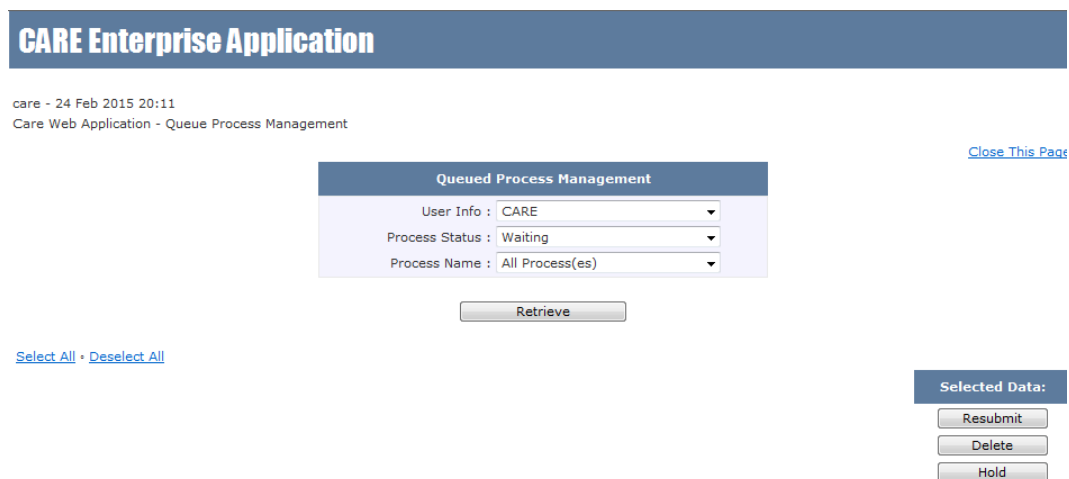 CARE Enterprise Application
care - 24 Feb 2015 20:11
Care Web Application - Queue Process Management
Close This Page
Queued Process Management
User Info : CARE
Process Status : Waiting
Process Name : All Process(es)
Retrieve
Select All • Deselect All
Selected Data:
Resubmit
Delete
Hold